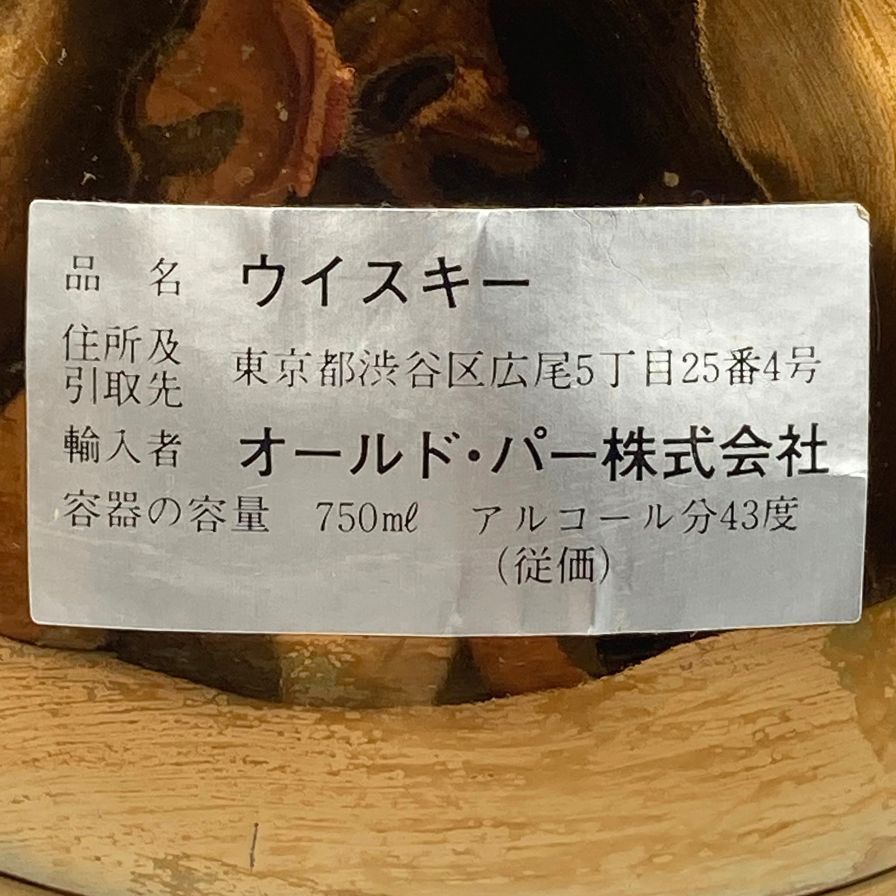 品名 ウイスキー
住所及引取先 東京都渋谷区広尾5丁目25番4号
輸入者 オールド・パー株式会社
容器の容量 750mℓ アルコール分43度
(従価)